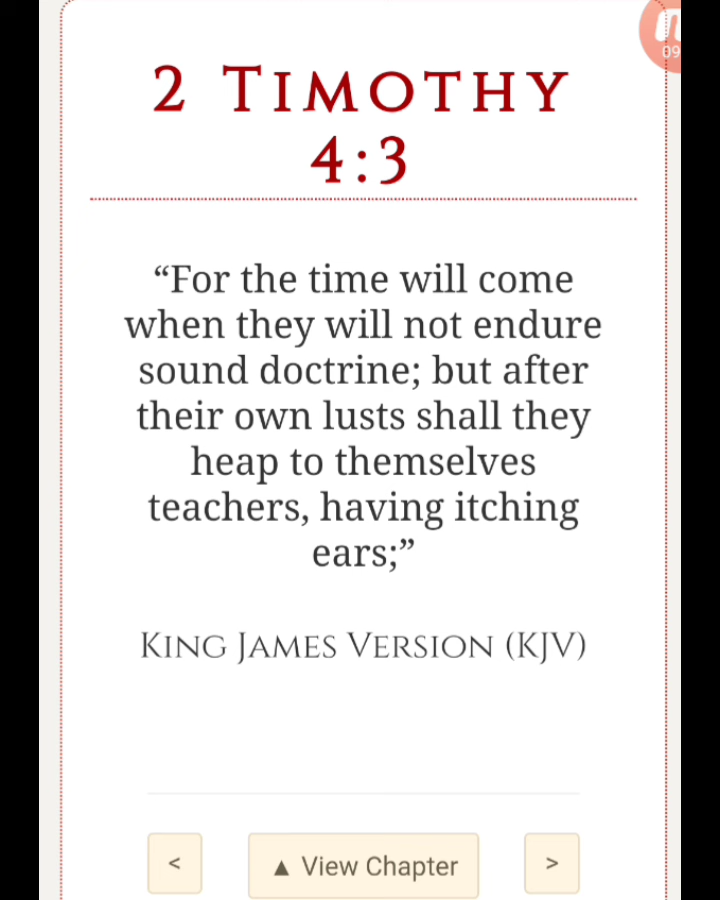 2 Timothy
4:3
“For the time will come
when they will not endure
sound doctrine; but after
their own lusts shall they
heap to themselves
teachers, having itching
ears;”
King James Version (KJV)
< ▲ View Chapter >
09